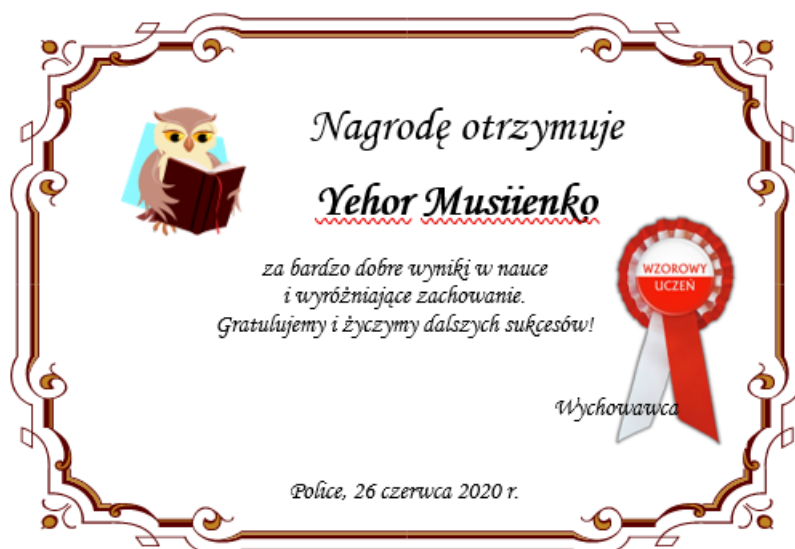 Nagrodę otrzymuje
Yehor Musiienko
za bardzo dobre wyniki w nauce
i wyróżniające zachowanie.
Gratulujemy i życzymy dalszych sukcesów!
WZOROWY
UCZEŃ
Wychowawca
Police, 26 czerwca 2020 r.